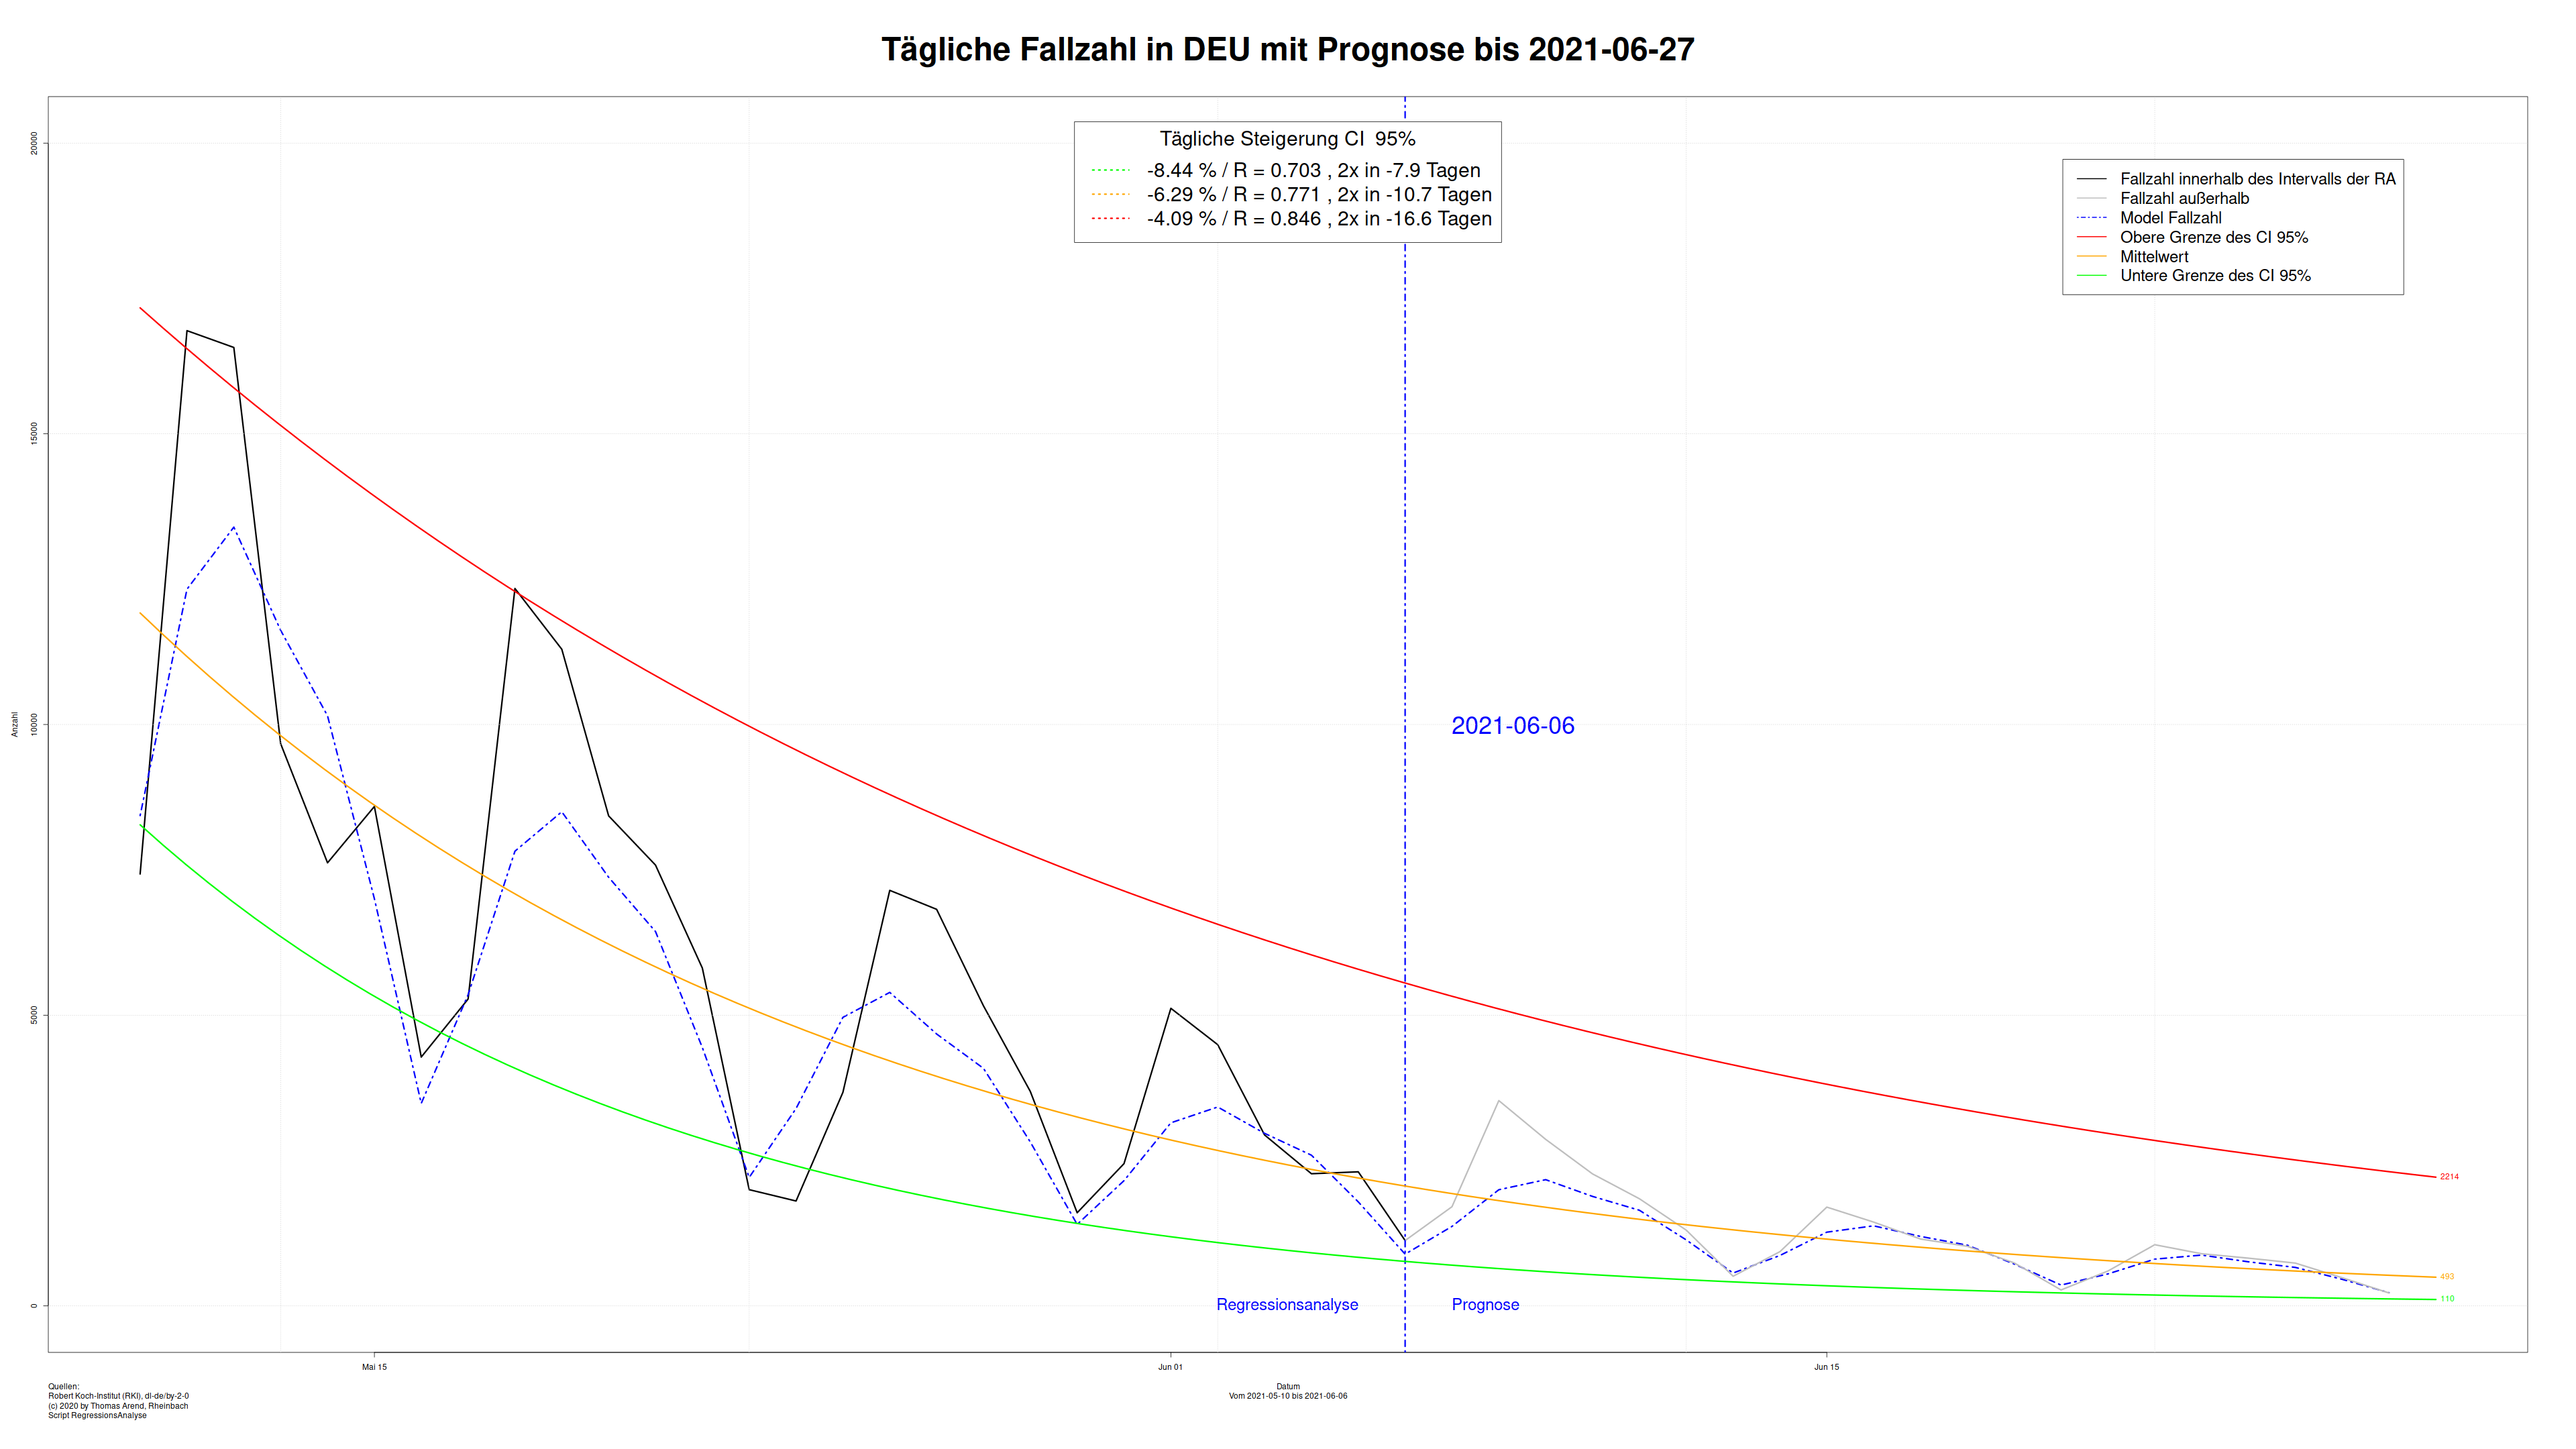 Tägliche Fallzahl in DEU mit Prognose bis 2021-06-27
Tägliche Steigerung CI  95%
-8.44 % / R = 0.703 , 2x in -7.9 Tagen
-6.29 % / R = 0.771 , 2x in -10.7 Tagen
-4.09 % / R = 0.846 , 2x in -16.6 Tagen
Fallzahl innerhalb des Intervalls der RA
Fallzahl außerhalb
Model Fallzahl
Obere Grenze des CI 95%
Mittelwert
Untere Grenze des CI 95%
20000
15000
10000
5000
0
Anzahl
2021-06-06
2214
493
110
Regressionsanalyse
Prognose
Mai 15
Jun 01
Jun 15
Datum
Vom 2021-05-10 bis 2021-06-06
Quellen:
Robert Koch-Institut (RKI), dl-de/by-2-0
(c) 2020 by Thomas Arend, Rheinbach
Script RegressionsAnalyse